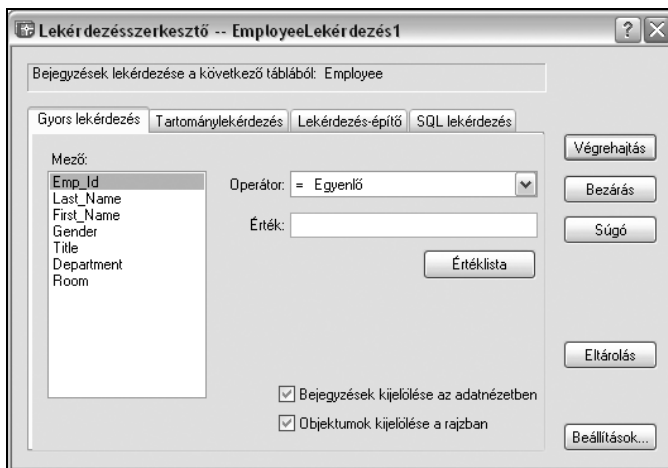 Lekérdezésszerkesztő -- EmployeeLekérdezés1
Bejegyzések lekérdezése a következő táblából: Employee
Gyors lekérdezés
Tartománylekérdezés
Lekérdezés-építő
SQL lekérdezés
Mező:
Emp_Id
Last_Name
First_Name
Gender
Title
Department
Room
Operátor:
= Egyenlő
Érték:
Értéklista
Bejegyzések kijelölése az adatnézetben
Objektumok kijelölése a rajzban
Végrehajtás
Bezárás
Súgó
Eltárolás
Beállítások...